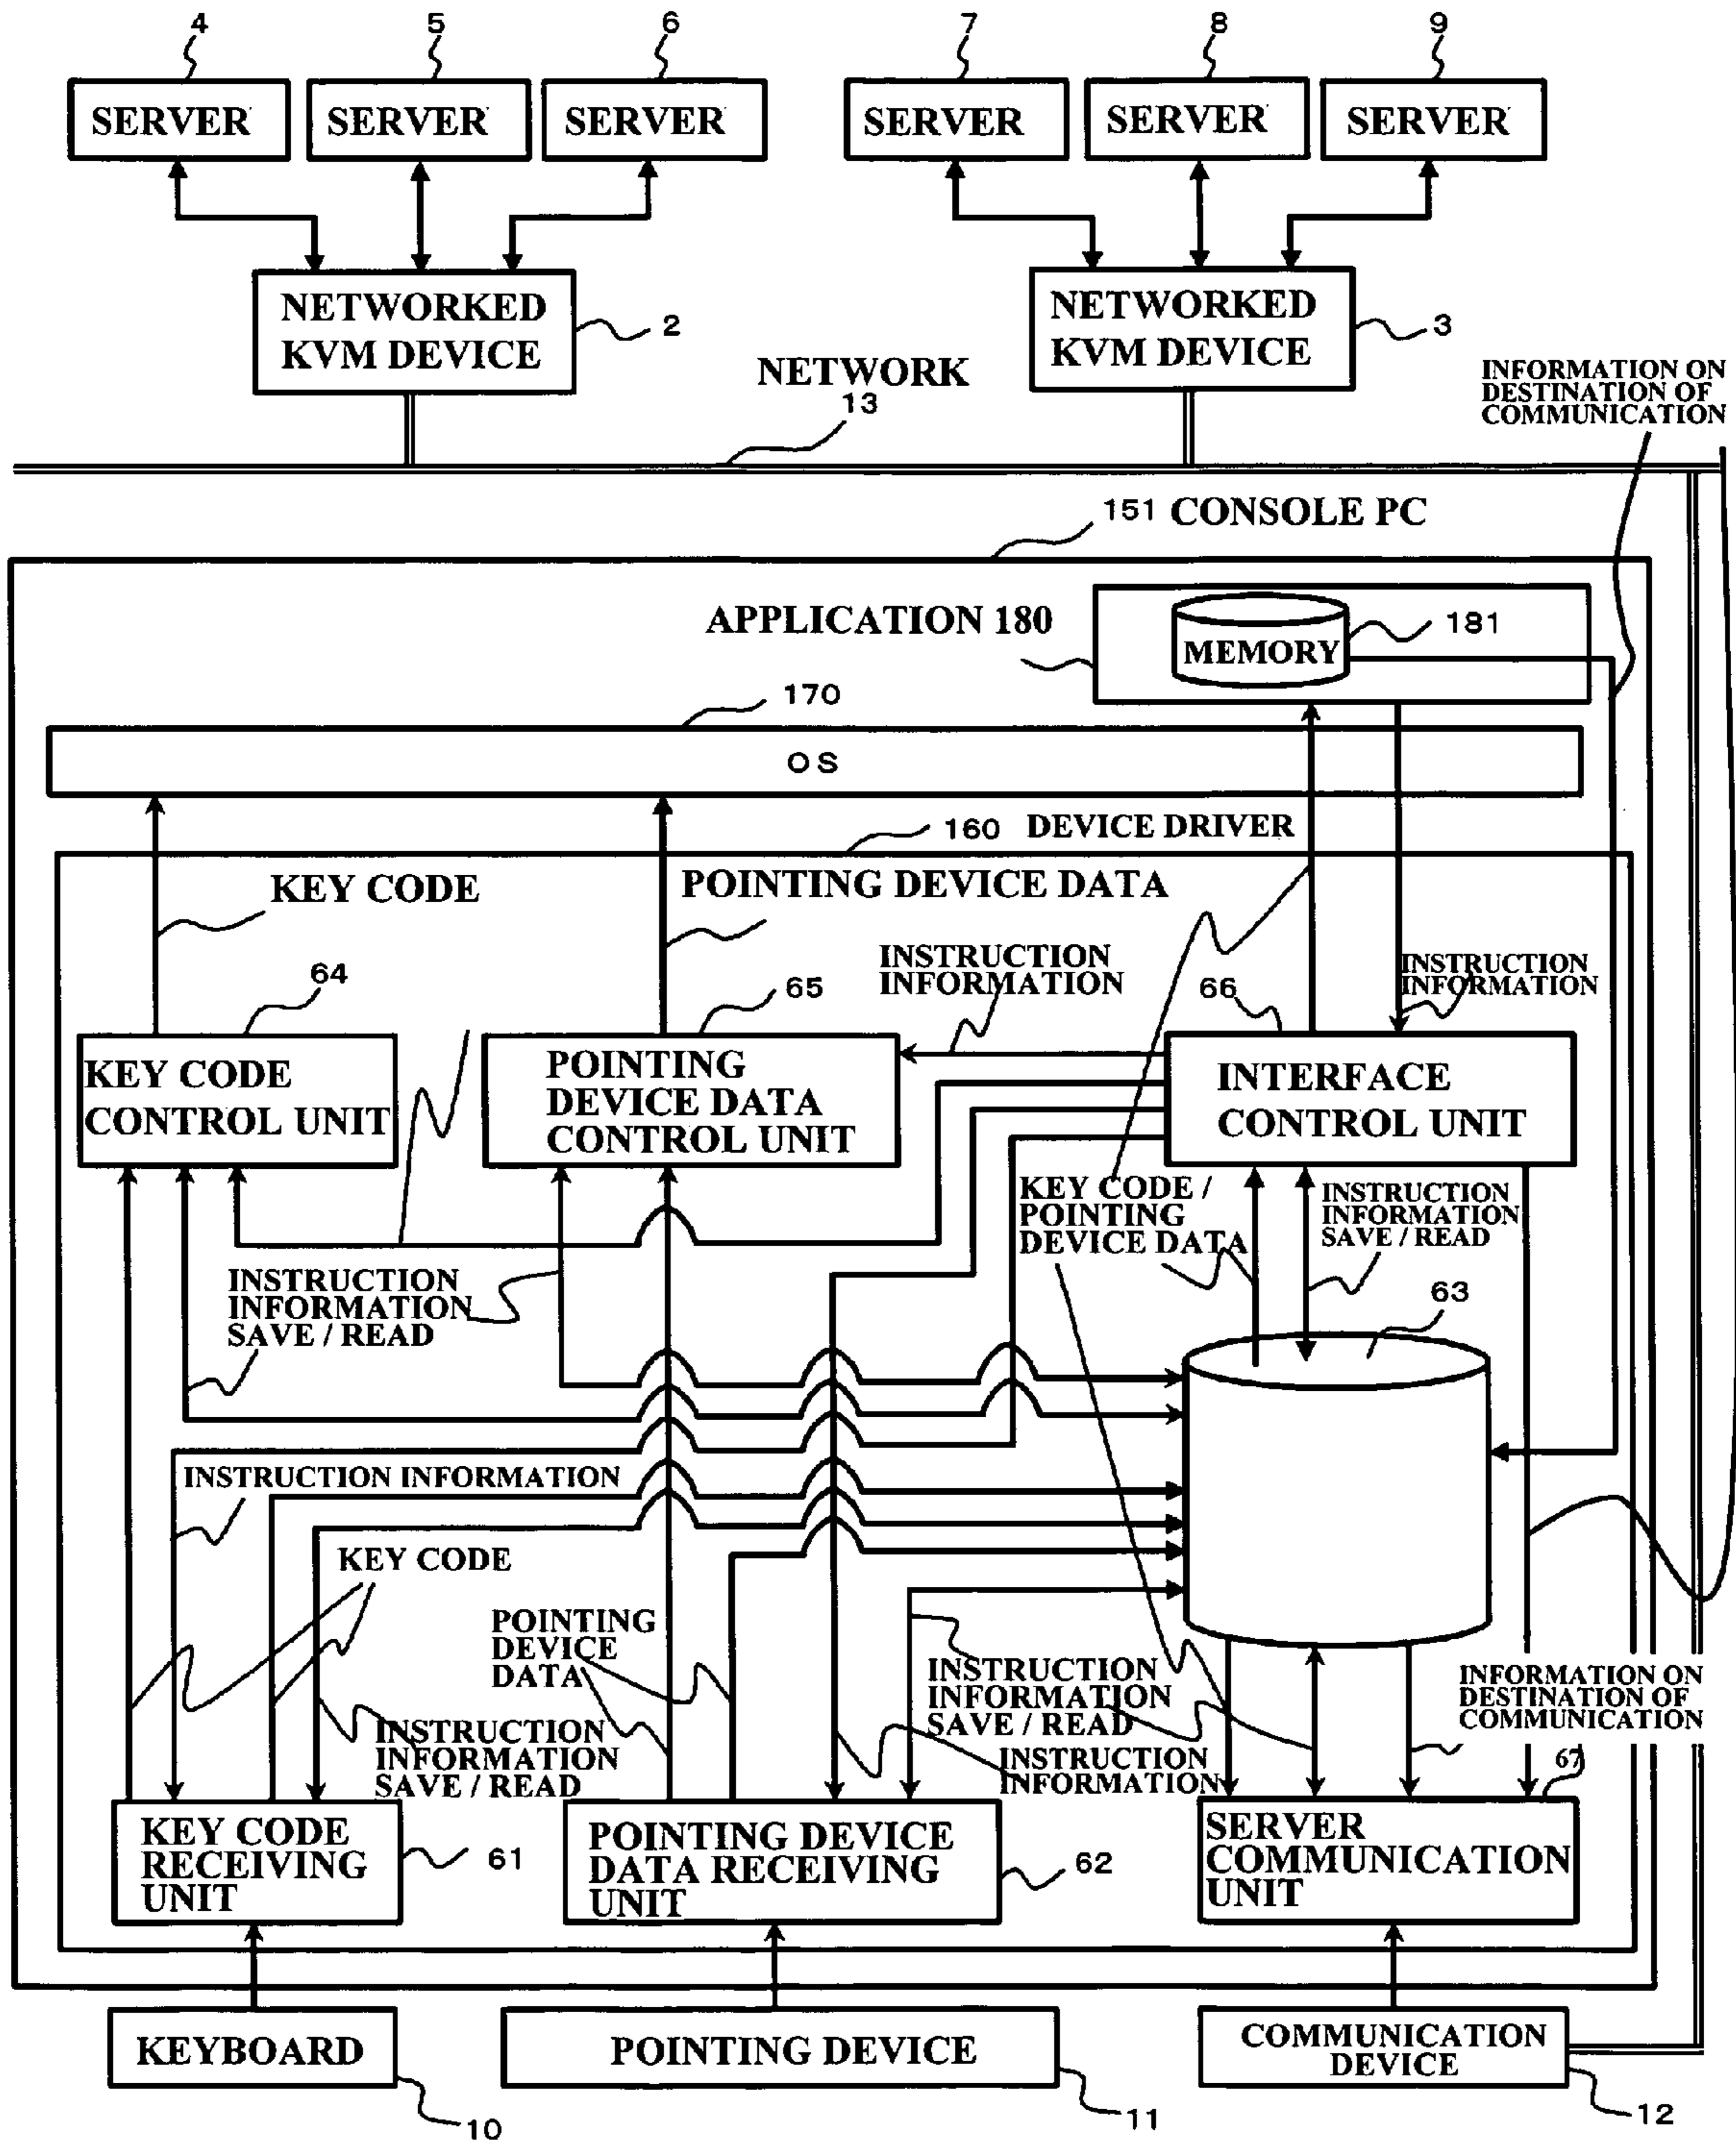 4
5
6
7
8
9
SERVER
SERVER
SERVER
SERVER
SERVER
SERVER
NETWORKED
KVM DEVICE
2
NETWORKED
KVM DEVICE
3
NETWORK
13
INFORMATION ON
DESTINATION OF
COMMUNICATION
151 CONSOLE PC
APPLICATION 180
MEMORY
181
170
OS
160 DEVICE DRIVER
KEY CODE
POINTING DEVICE DATA
INSTRUCTION
INFORMATION
INSTRUCTION
INFORMATION
64
65
66
KEY CODE
CONTROL UNIT
POINTING
DEVICE DATA
CONTROL UNIT
INTERFACE
CONTROL UNIT
KEY CODE /
POINTING
DEVICE DATA
INSTRUCTION
INFORMATION
SAVE / READ
INSTRUCTION
INFORMATION
SAVE / READ
63
INSTRUCTION INFORMATION
KEY CODE
POINTING
DEVICE
DATA
INSTRUCTION
INFORMATION
SAVE / READ
INSTRUCTION
INFORMATION
SAVE / READ
INSTRUCTION
INFORMATION
INFORMATION ON
DESTINATION OF
COMMUNICATION
67
KEY CODE
RECEIVING
UNIT
61
POINTING DEVICE
DATA RECEIVING
UNIT
62
SERVER
COMMUNICATION
UNIT
KEYBOARD
POINTING DEVICE
COMMUNICATION
DEVICE
10
11
12